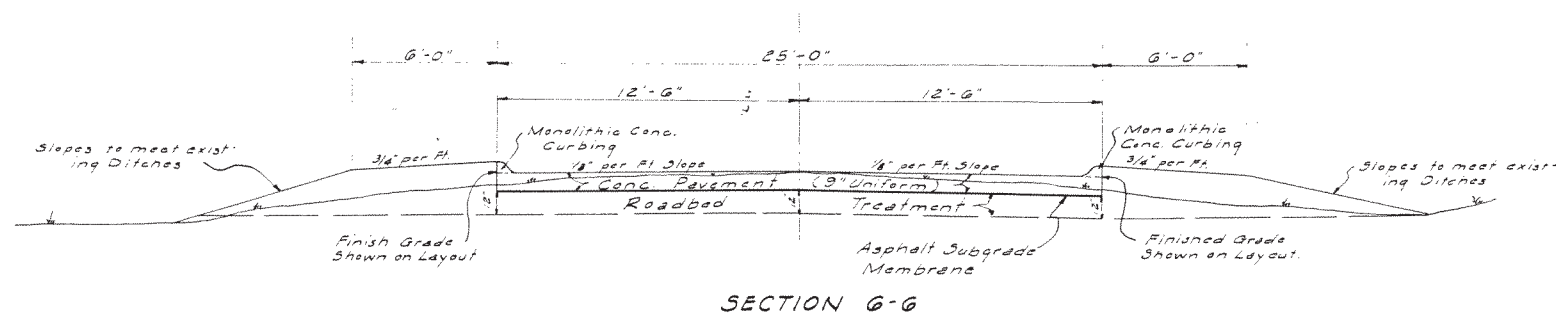 6'-0"
25'-0"
6'-0"
12'-6"
12'-6"
Slopes to meet exist-
ing Ditches
3/4" per Ft.
Monolithic Conc.
Curbing
1/8" per Ft. Slope
1/8" per Ft. Slope
Monolithic
Conc. Curbing
3/4" per Ft.
Slopes to meet exist-
ing Ditches
Conc. Pavement (9" Uniform)
Roadbed Treatment
Finish Grade
Shown on Layout
Asphalt Subgrade
Membrane
Finished Grade
Shown on Layout.
SECTION 6-6